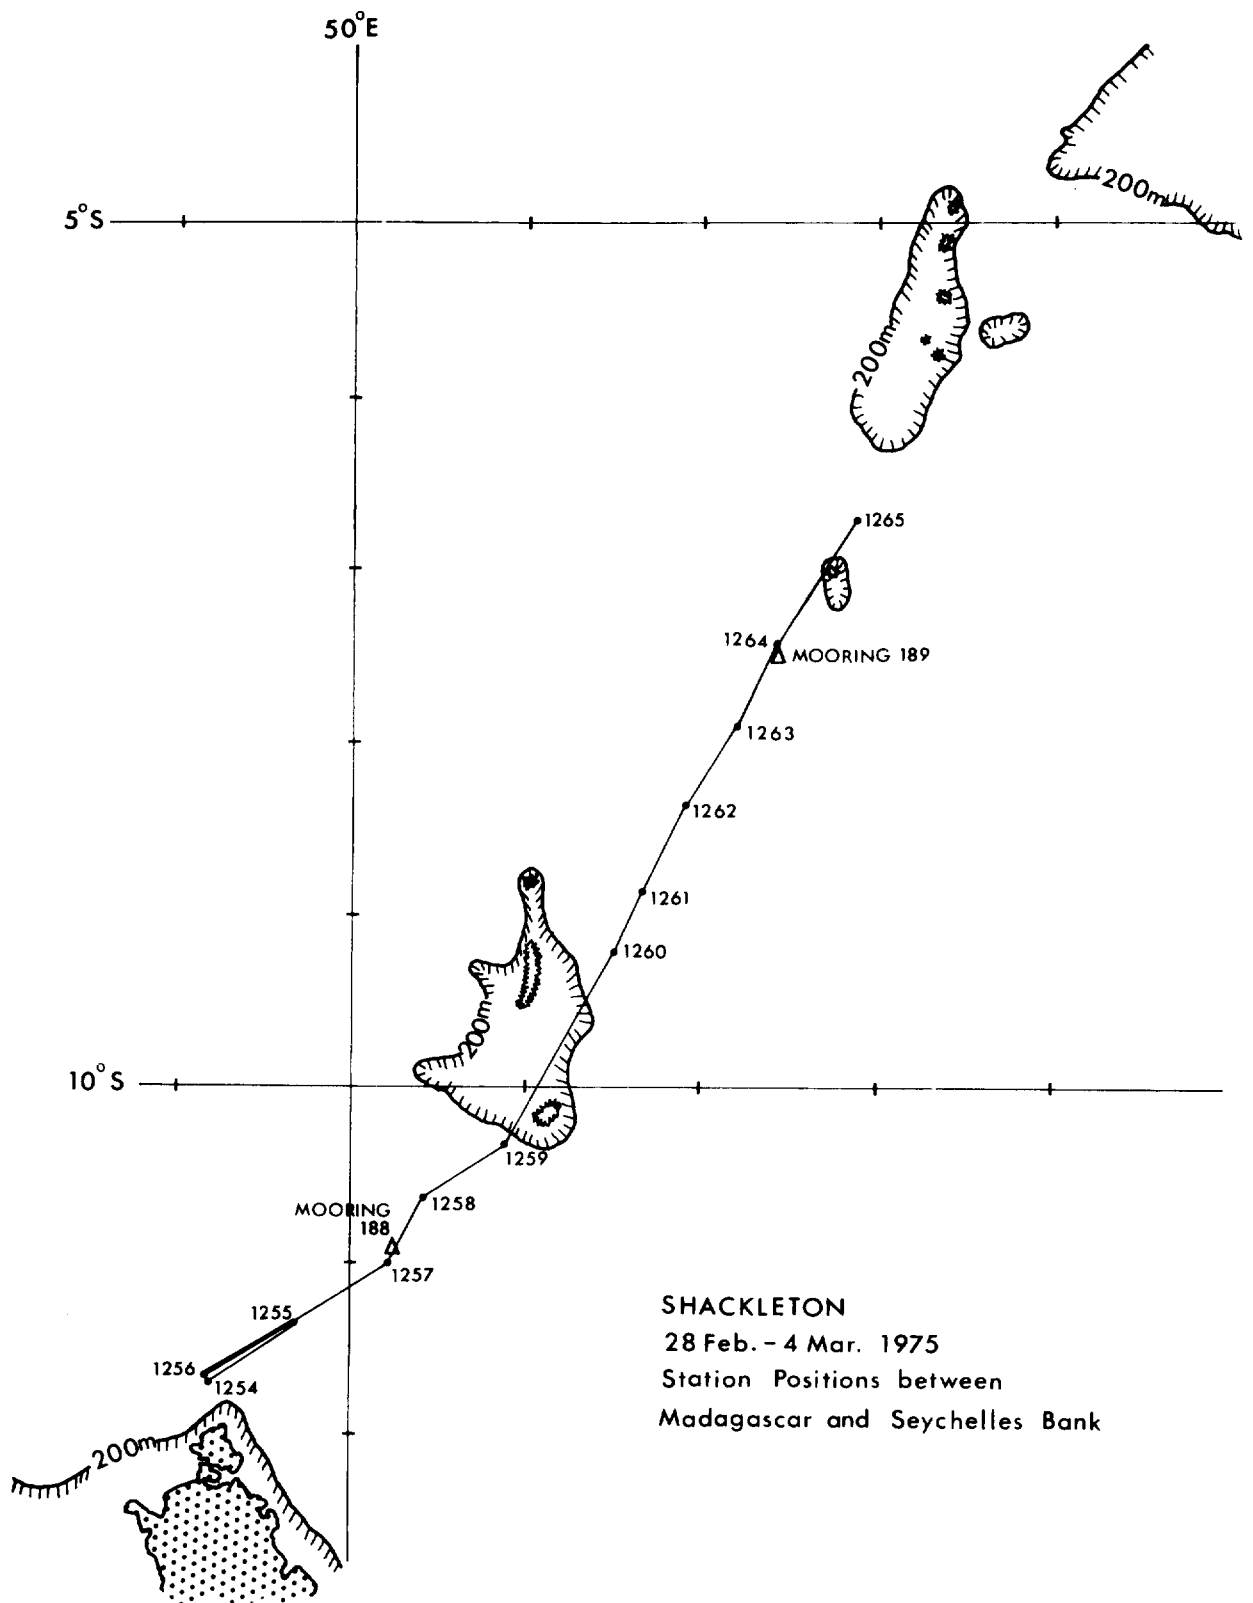 50°E
200m
5°S
200m
1265
1264
MOORING 189
1263
1262
1261
1260
200m
10°S
1259
1258
MOORING
188
1257
1255
1256
1254
200m
SHACKLETON
28 Feb. – 4 Mar. 1975
Station Positions between
Madagascar and Seychelles Bank